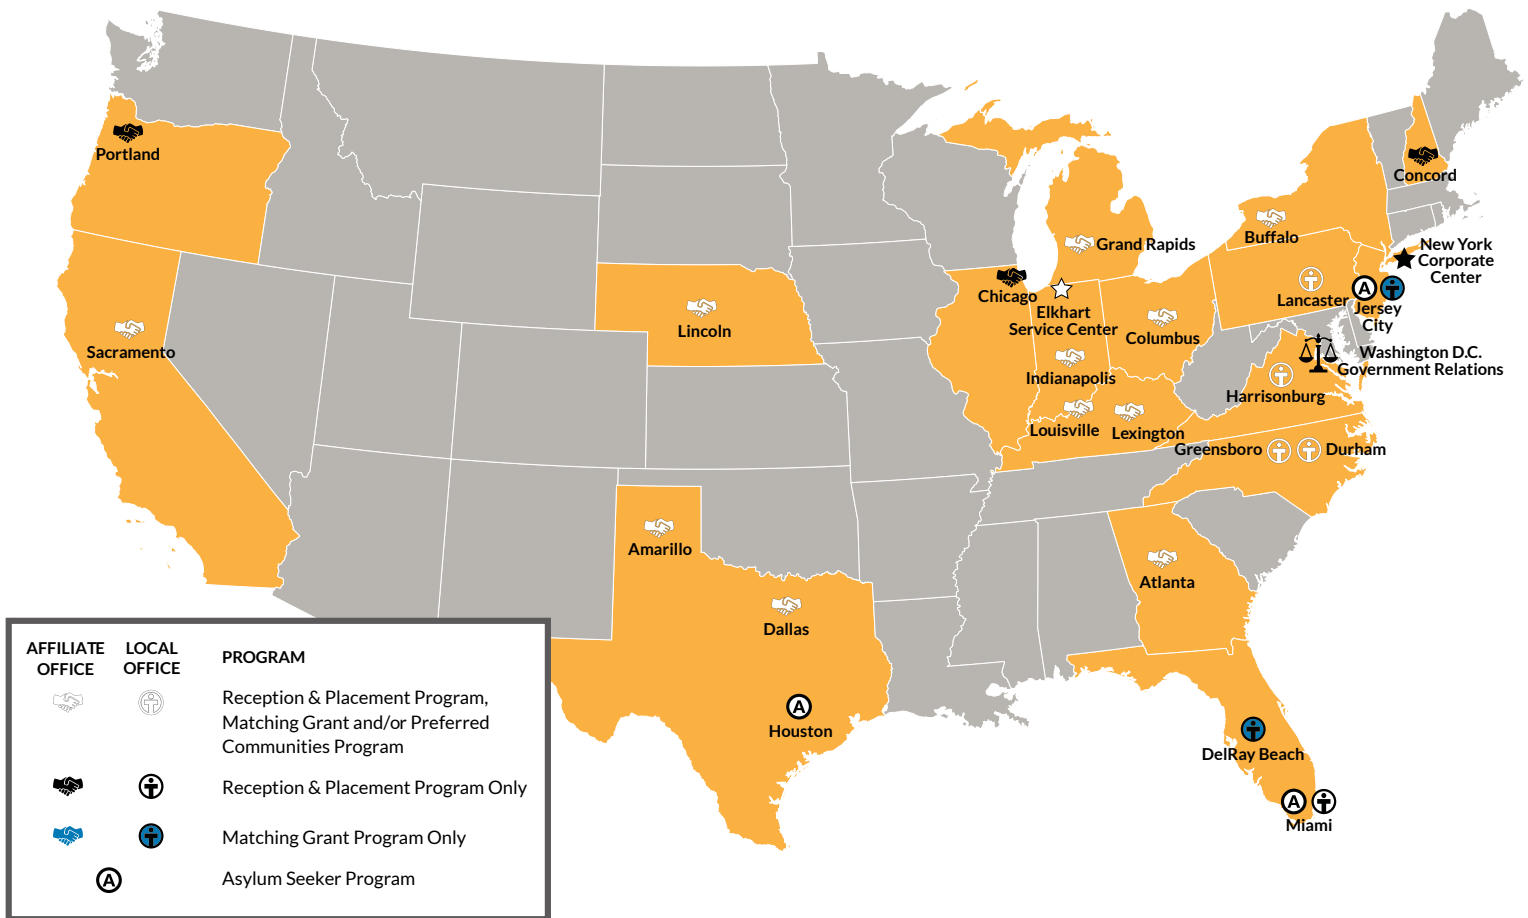 Portland
Concord
Buffalo
Grand Rapids
New York
Corporate
Center
Chicago
Elkhart
Service Center
Lancaster
Jersey
City
Lincoln
Columbus
Sacramento
Washington D.C.
Government Relations
Indianapolis
Harrisonburg
Louisville
Lexington
Greensboro
Durham
Amarillo
Atlanta
Dallas
A
Houston
DelRay Beach
A
Miami
A
AFFILIATE
OFFICE
LOCAL
OFFICE
PROGRAM
Reception & Placement Program,
Matching Grant and/or Preferred
Communities Program
Reception & Placement Program Only
Matching Grant Program Only
A
Asylum Seeker Program